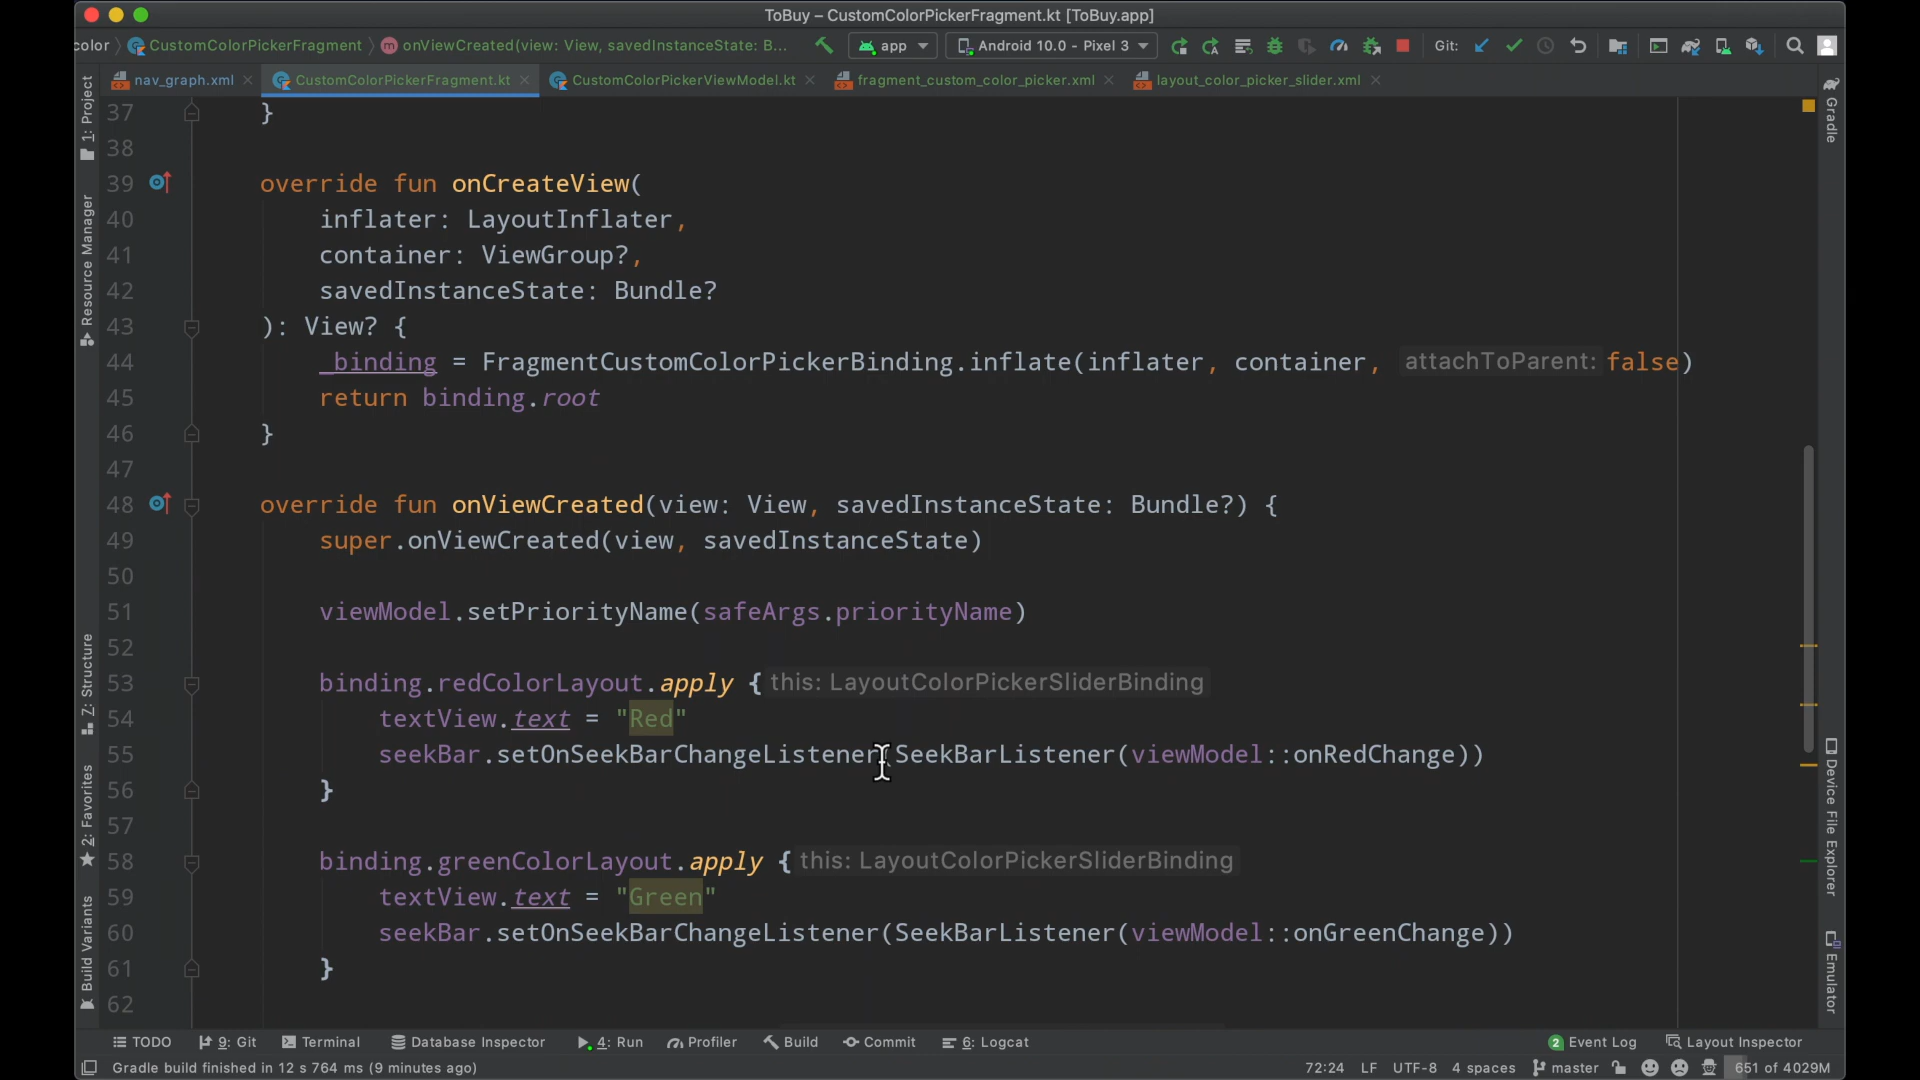 ToBuy – CustomColorPickerFragment.kt [ToBuy.app]
color CustomColorPickerFragment onViewCreated(view: View, savedInstanceState: B... app Android 10.0 - Pixel 3 Git:
nav_graph.xml CustomColorPickerFragment.kt CustomColorPickerViewModel.kt fragment_custom_color_picker.xml layout_color_picker_slider.xml
1: Project
Resource Manager
Z: Structure
2: Favorites
Build Variants
37 }
38
39 override fun onCreateView(
40 inflater: LayoutInflater,
41 container: ViewGroup?,
42 savedInstanceState: Bundle?
43 ): View? {
44 _binding = FragmentCustomColorPickerBinding.inflate(inflater, container, attachToParent: false)
45 return binding.root
46 }
47
48 override fun onViewCreated(view: View, savedInstanceState: Bundle?) {
49 super.onViewCreated(view, savedInstanceState)
50
51 viewModel.setPriorityName(safeArgs.priorityName)
52
53 binding.redColorLayout.apply { this: LayoutColorPickerSliderBinding
54 textView.text = "Red"
55 seekBar.setOnSeekBarChangeListener(SeekBarListener(viewModel::onRedChange))
56 }
57
58 binding.greenColorLayout.apply { this: LayoutColorPickerSliderBinding
59 textView.text = "Green"
60 seekBar.setOnSeekBarChangeListener(SeekBarListener(viewModel::onGreenChange))
61 }
62
Gradle
Device File Explorer
Emulator
TODO 9: Git Terminal Database Inspector 4: Run Profiler Build Commit 6: Logcat 2 Event Log Layout Inspector
Gradle build finished in 12 s 764 ms (9 minutes ago) 72:24 LF UTF-8 4 spaces master 651 of 4029M